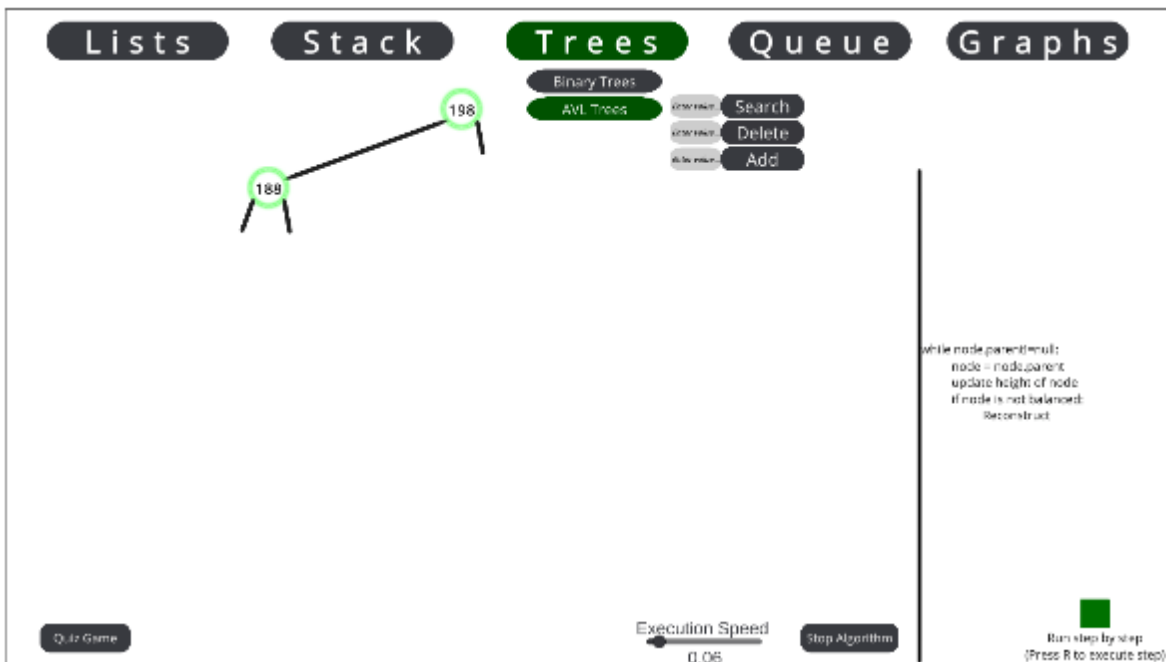 Lists Stack Trees Queue Graphs
Binary Trees
AVL Trees
198
Search
Delete
Add
188
while node.parent!=null:
node = node.parent
update height of node
if node is not balanced:
Reconstruct
Quiz Game
Execution Speed
0.06
Stop Algorithm
Run step by step
(Press R to execute step)